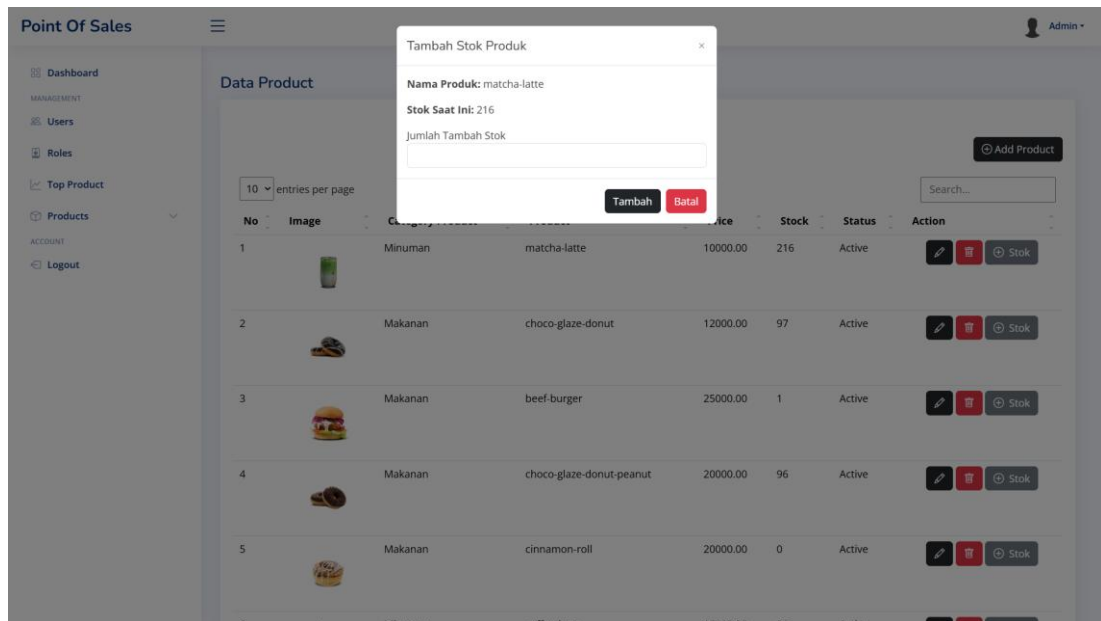 Point Of Sales
Admin
Dashboard
MANAGEMENT
Users
Roles
Top Product
Products
ACCOUNT
Logout
Data Product
Tambah Stok Produk ×
Nama Produk: matcha-latte
Stok Saat Ini: 216
Jumlah Tambah Stok
Tambah Batal
Add Product
10 entries per page Search...
No Image Category Product Product Price Stock Status Action
1 Minuman matcha-latte 10000.00 216 Active Stok
2 Makanan choco-glaze-donut 12000.00 97 Active Stok
3 Makanan beef-burger 25000.00 1 Active Stok
4 Makanan choco-glaze-donut-peanut 20000.00 96 Active Stok
5 Makanan cinnamon-roll 20000.00 0 Active Stok